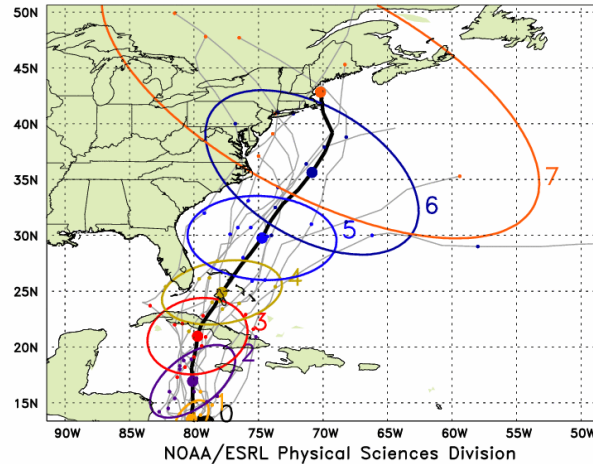 50N
45N
40N
35N
30N
25N
20N
15N
7
6
5
4
3
2
1
0
90W 85W 80W 75W 70W 65W 60W 55W 50W
NOAA/ESRL Physical Sciences Division